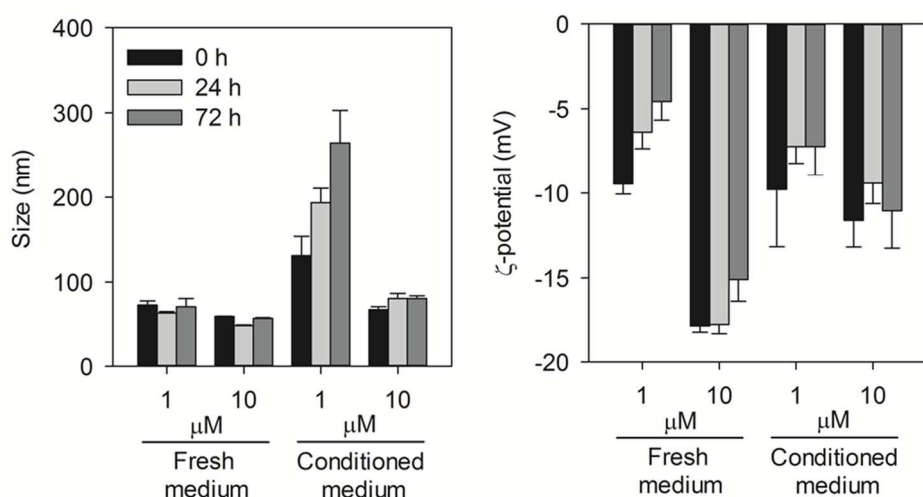 400
300
200
100
0
Size (nm)
0 h
24 h
72 h
1 10 1 10
μM μM
Fresh medium
Conditioned medium
0
-5
-10
-15
-20
ζ-potential (mV)
1 10 1 10
μM μM
Fresh medium
Conditioned medium